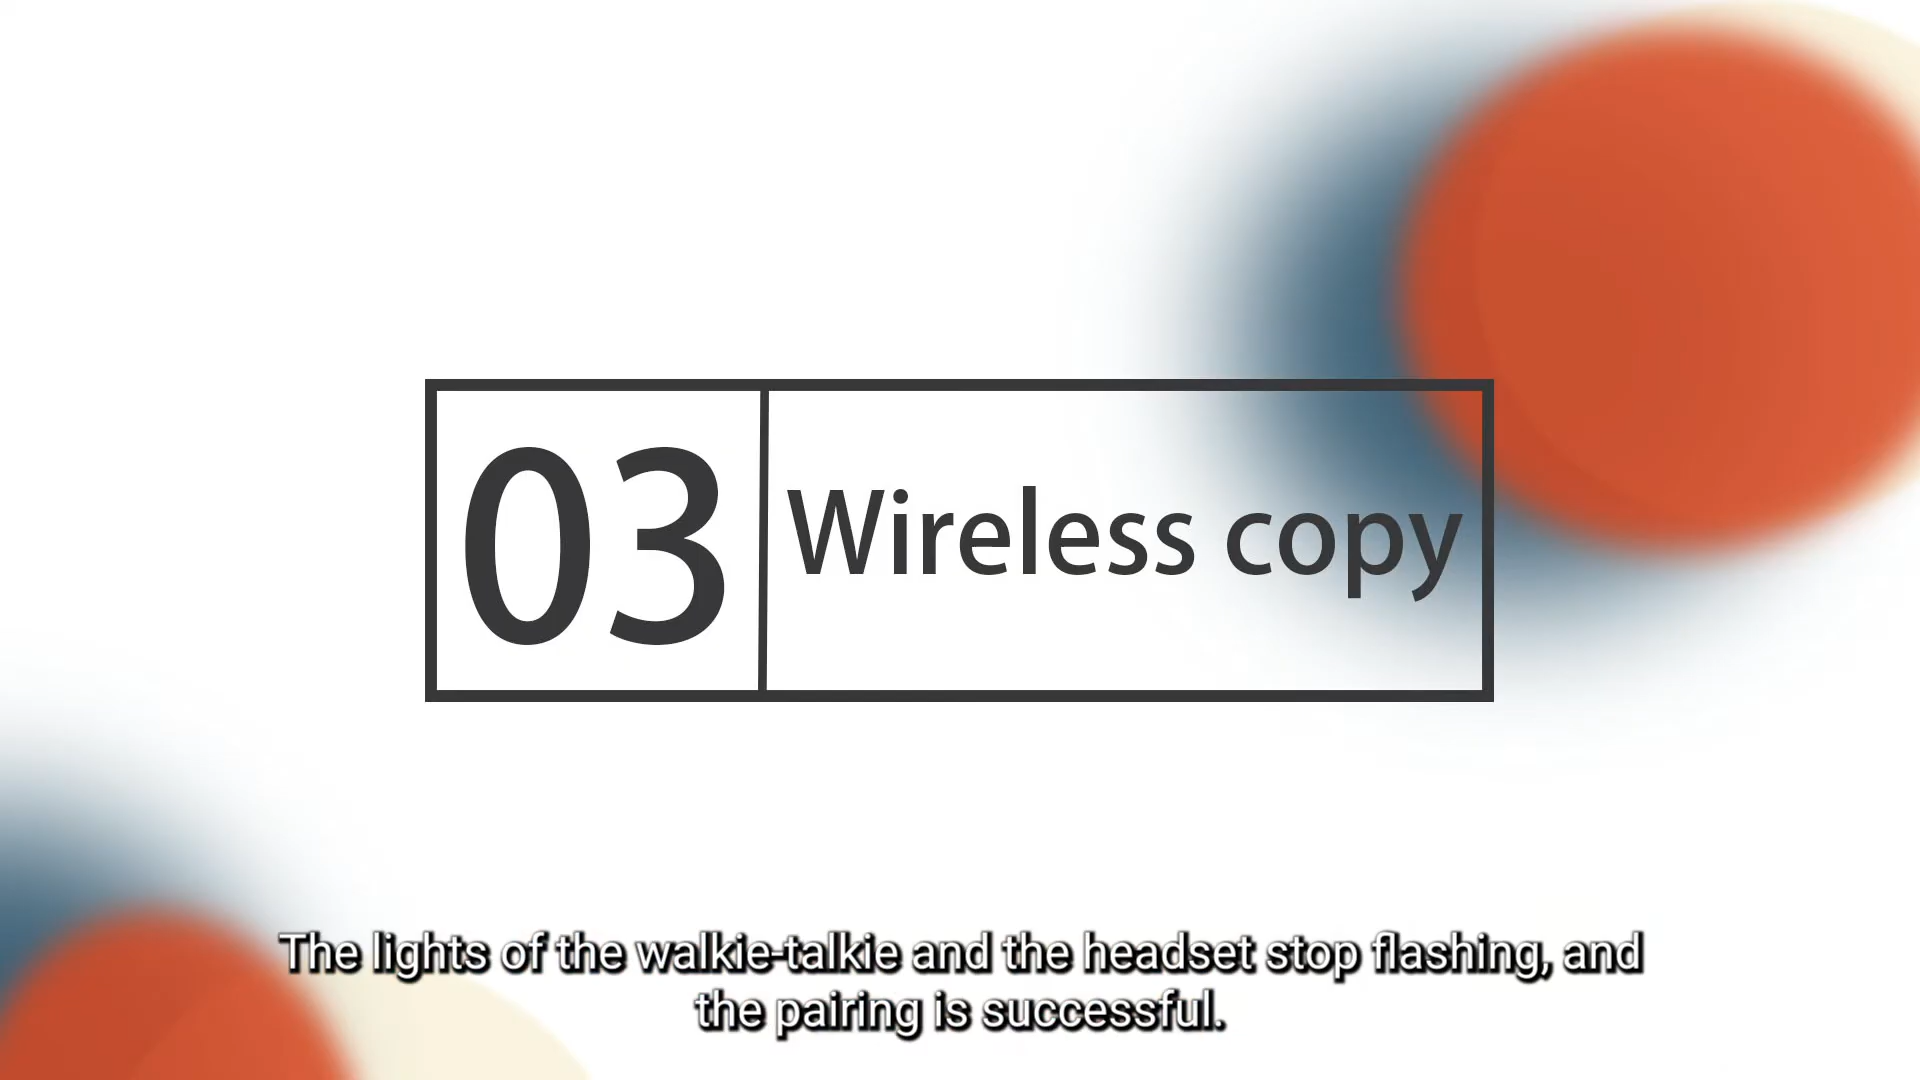 03
Wireless copy
The lights of the walkie-talkie and the headset stop flashing, and
the pairing is successful.